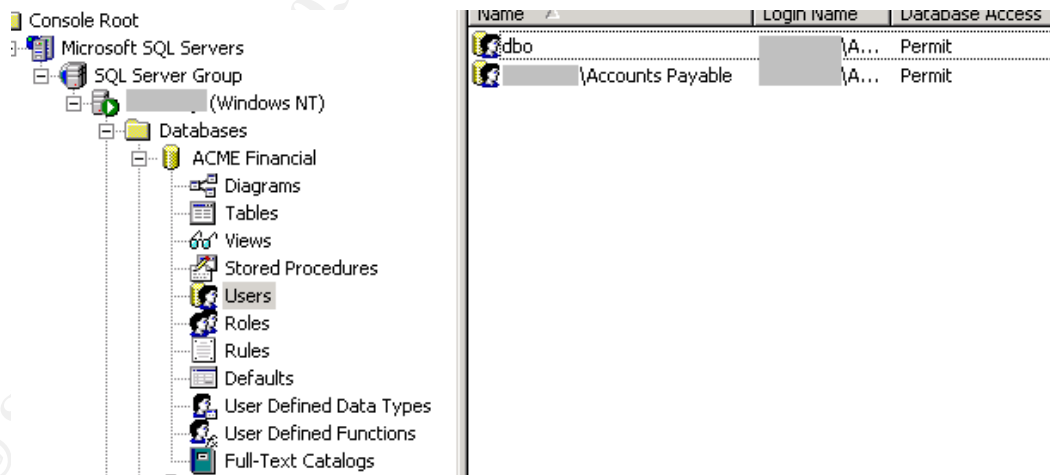 Console Root
Microsoft SQL Servers
SQL Server Group
(Windows NT)
Databases
ACME Financial
Diagrams
Tables
Views
Stored Procedures
Users
Roles
Rules
Defaults
User Defined Data Types
User Defined Functions
Full-Text Catalogs
Name Login Name Database Access
dbo \A... Permit
\Accounts Payable \A... Permit